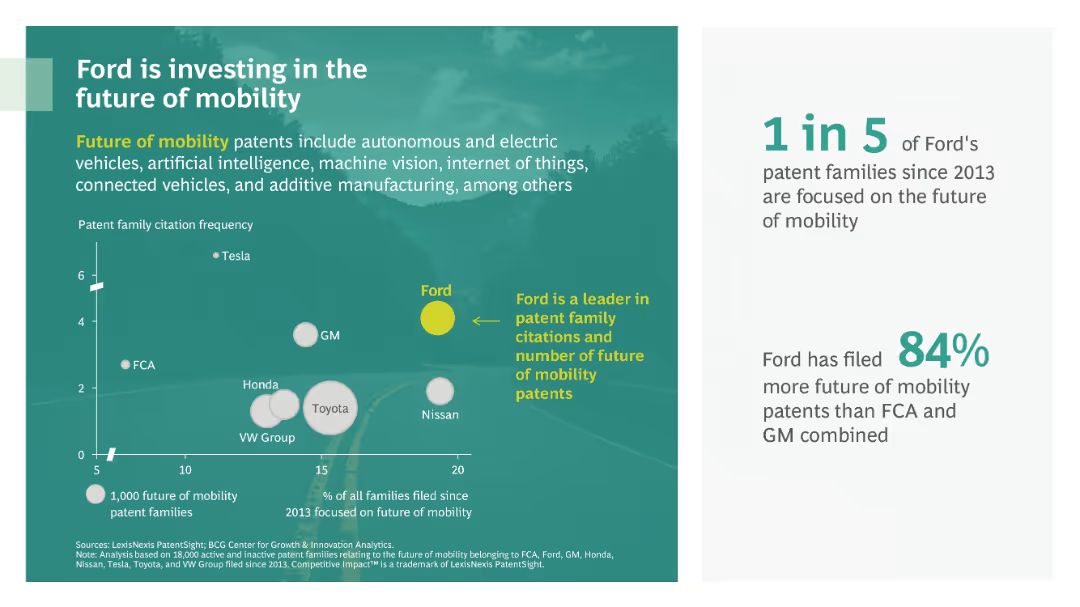 Ford is investing in the
future of mobility
Future of mobility patents include autonomous and electric
vehicles, artificial intelligence, machine vision, internet of things,
connected vehicles, and additive manufacturing, among others
Patent family citation frequency
Tesla
6
Ford
4
GM
FCA
Honda
2
Toyota
Nissan
VW Group
0
5 10 15 20
Ford is a leader in
patent family
citations and
number of future
of mobility
patents
1,000 future of mobility
patent families
% of all families filed since
2013 focused on future of mobility
Sources: LexisNexis PatentSight; BCG Center for Growth & Innovation Analytics.
Note: Analysis based on 18,000 active and inactive patent families relating to the future of mobility belonging to FCA, Ford, GM, Honda,
Nissan, Tesla, Toyota, and VW Group filed since 2013. Competitive Impact™ is a trademark of LexisNexis PatentSight.
1 in 5 of Ford's
patent families since 2013
are focused on the future
of mobility
Ford has filed 84%
more future of mobility
patents than FCA and
GM combined